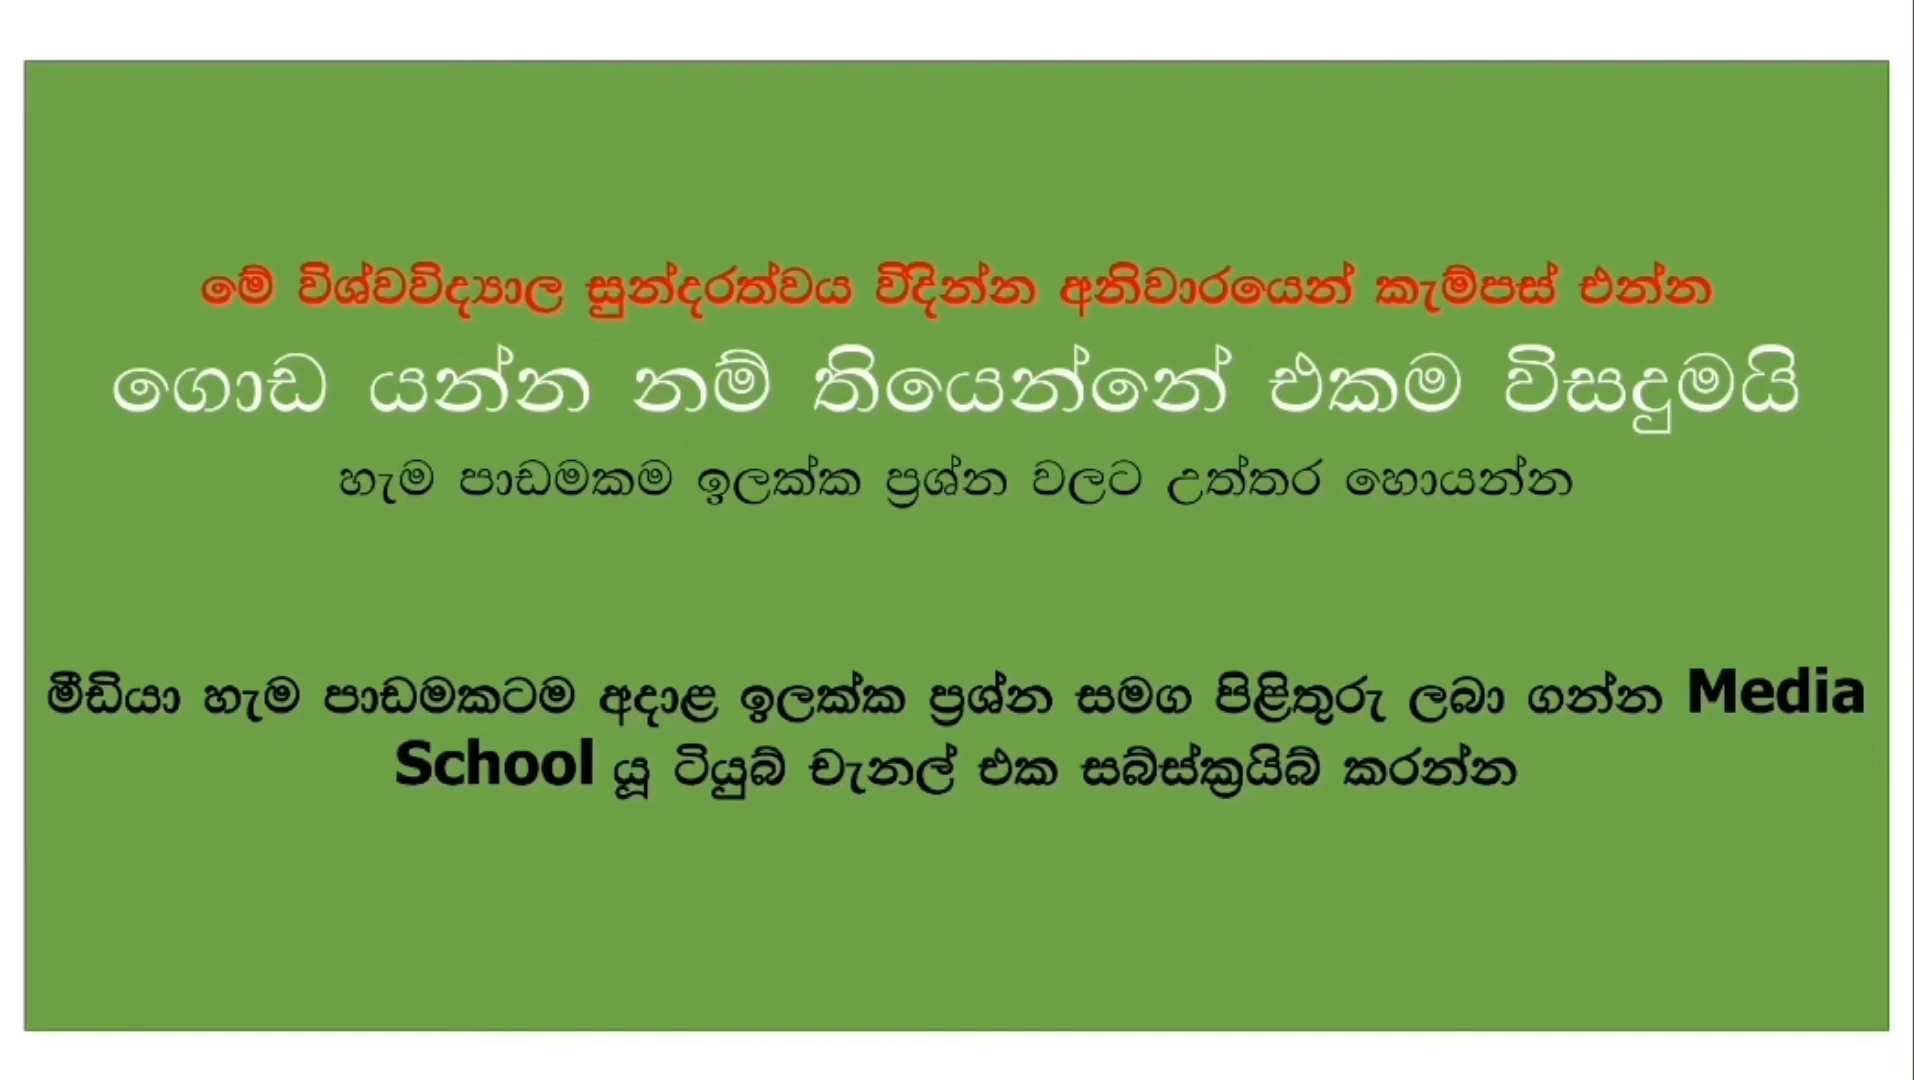 මේ විශ්වවිද්‍යාල සුන්දරත්වය විඳින්න අනිවාරයෙන් කැම්පස් එන්න
ගොඩ යන්න නම් තියෙන්නේ එකම විසඳුමයි
හැම පාඩමකම ඉලක්ක ප්‍රශ්න වලට උත්තර හොයන්න
මීඩියා හැම පාඩමකටම අදාළ ඉලක්ක ප්‍රශ්න සමග පිළිතුරු ලබා ගන්න Media
School යූ ටියුබ් චැනල් එක සබ්ස්ක්‍රයිබ් කරන්න